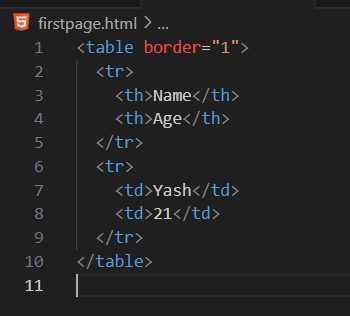 firstpage.html > ...
1 <table border="1">
2 <tr>
3 <th>Name</th>
4 <th>Age</th>
5 </tr>
6 <tr>
7 <td>Yash</td>
8 <td>21</td>
9 </tr>
10 </table>
11